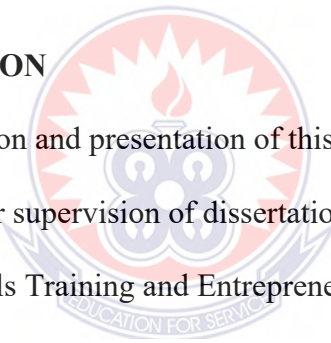 ON
on and presentation of this
r supervision of dissertatio
ls Training and Entreprene
EDUCATION FOR SERVICE